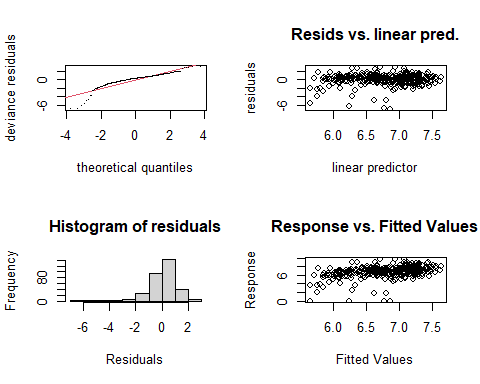 deviance residuals
0
-6
-4 -2 0 2 4
theoretical quantiles
Resids vs. linear pred.
residuals
0
-6
6.0 6.5 7.0 7.5
linear predictor
Histogram of residuals
Frequency
80
0
-6 -4 -2 0 2
Residuals
Response vs. Fitted Values
Response
6
0
6.0 6.5 7.0 7.5
Fitted Values